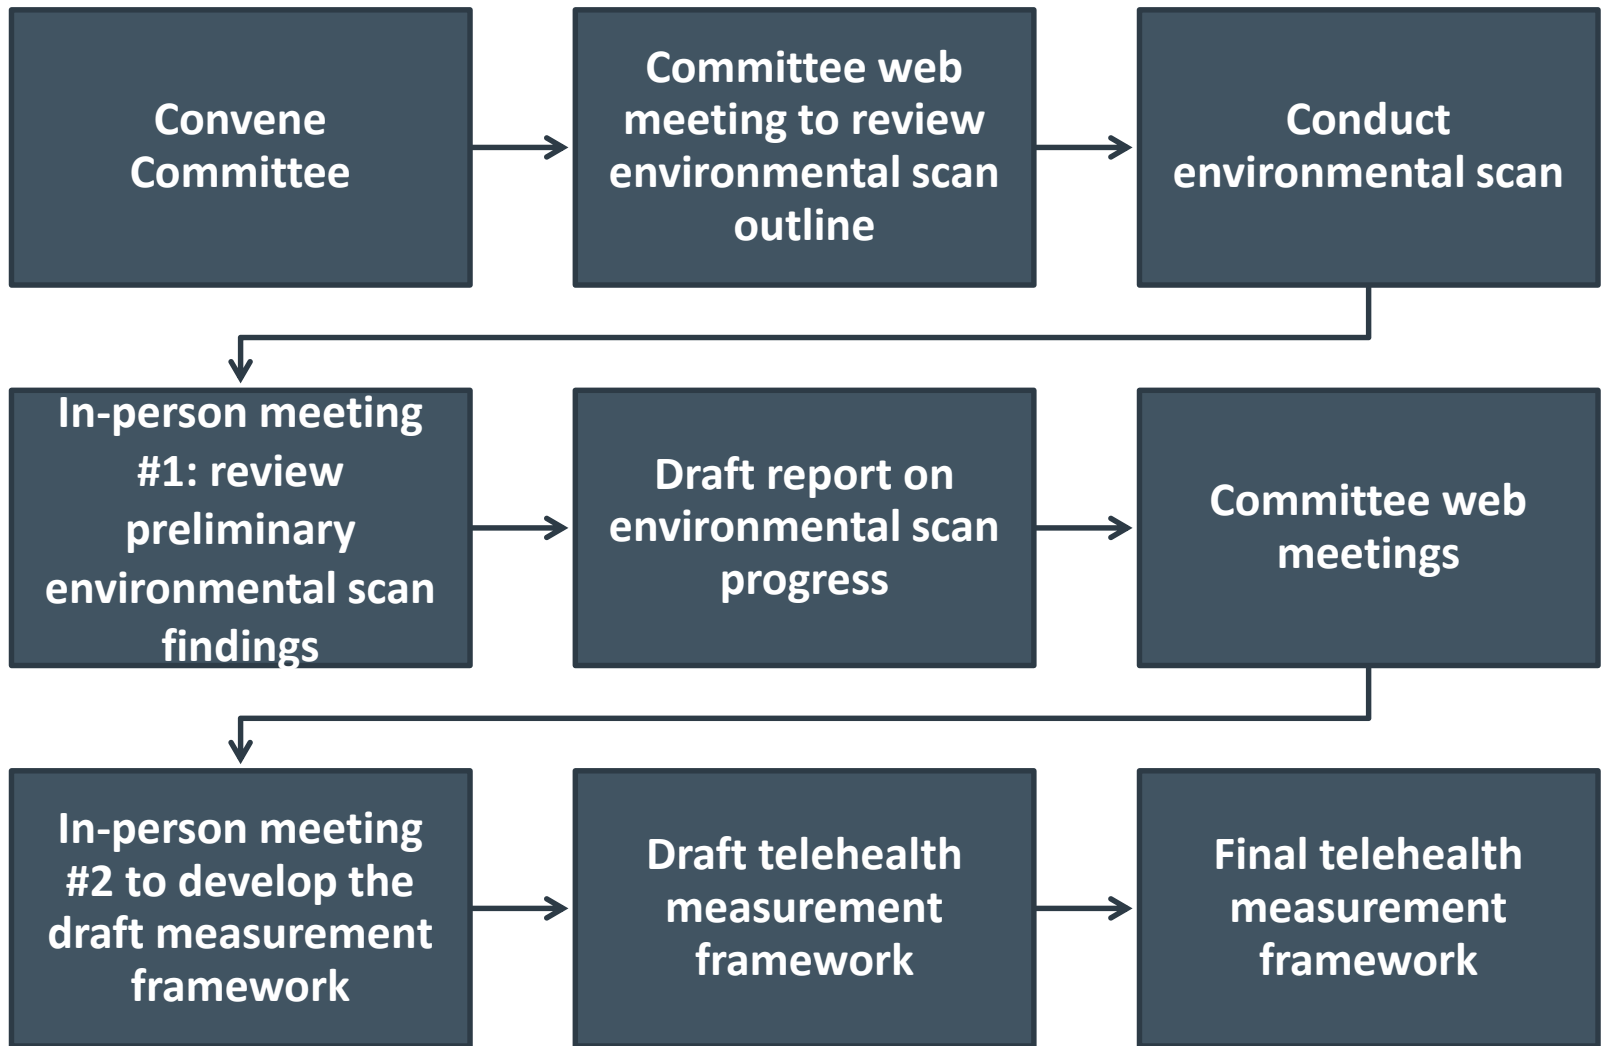 Convene
Committee
Committee web
meeting to review
environmental scan
outline
Conduct
environmental scan
In-person meeting
#1: review
preliminary
environmental scan
findings
Draft report on
environmental scan
progress
Committee web
meetings
In-person meeting
#2 to develop the
draft measurement
framework
Draft telehealth
measurement
framework
Final telehealth
measurement
framework